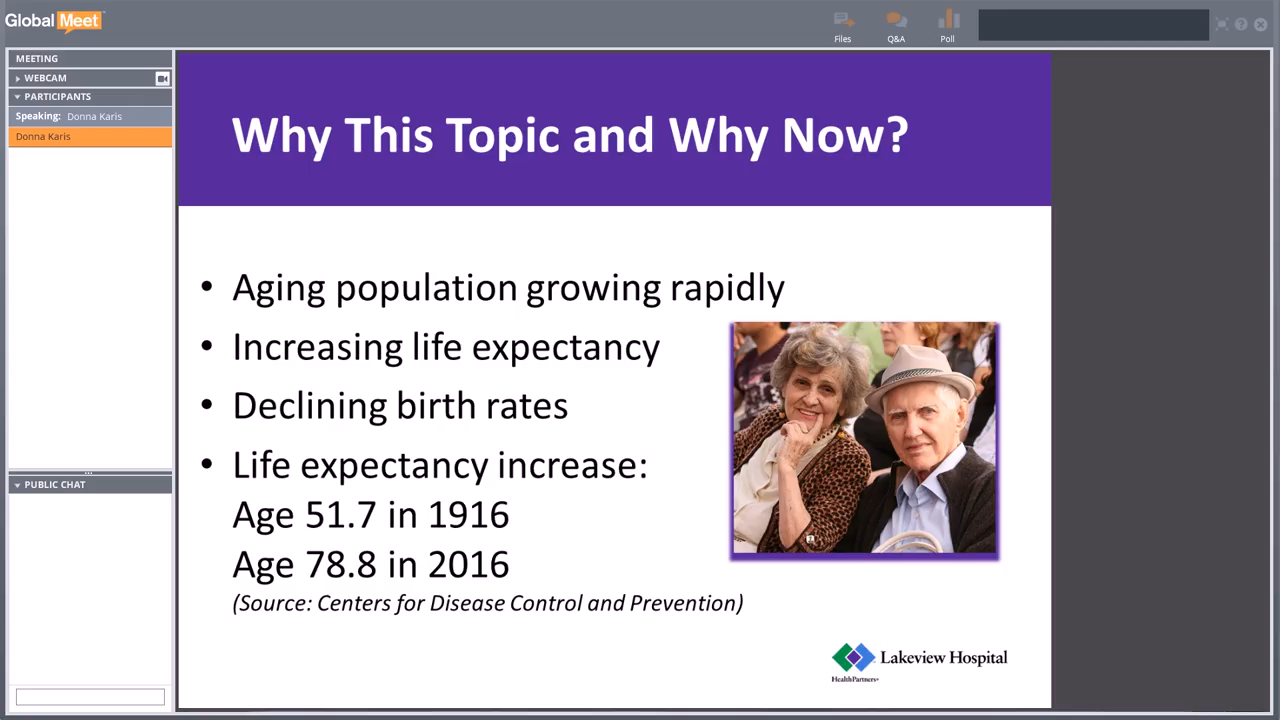 Global Meet™
Files
Q&A
Poll
MEETING
WEBCAM
PARTICIPANTS
Speaking: Donna Karis
Donna Karis
PUBLIC CHAT
Why This Topic and Why Now?
• Aging population growing rapidly
• Increasing life expectancy
• Declining birth rates
• Life expectancy increase:
Age 51.7 in 1916
Age 78.8 in 2016
(Source: Centers for Disease Control and Prevention)
Lakeview Hospital
HealthPartners